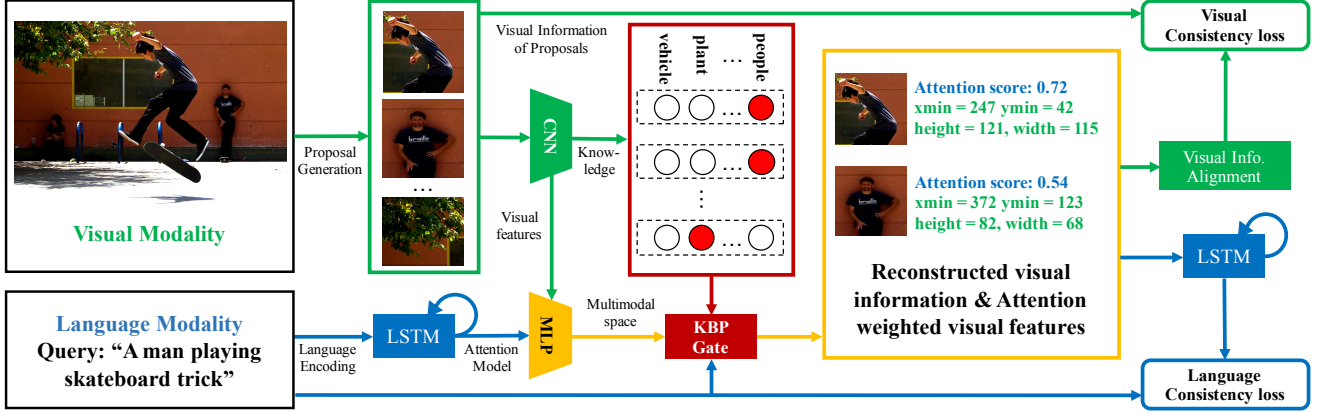 Visual Modality
Proposal
Generation
...
Visual Information
of Proposals
CNN
Visual
features
Know-
ledge
vehicle
plant
...
people
...
...
...
...
Attention score: 0.72
xmin = 247 ymin = 42
height = 121, width = 115
Attention score: 0.54
xmin = 372 ymin = 123
height = 82, width = 68
Reconstructed visual
information & Attention
weighted visual features
Visual
Consistency loss
Visual Info.
Alignment
LSTM
Language Modality
Query: “A man playing
skateboard trick”
Language
Encoding
LSTM
Attention
Model
MLP
Multimodal
space
KBP
Gate
Language
Consistency loss